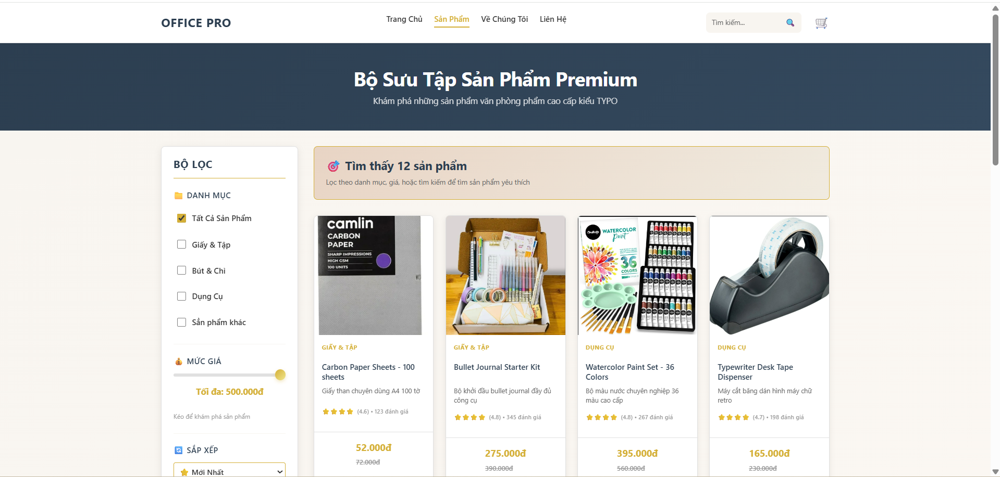 OFFICE PRO
Trang Chủ
Sản Phẩm
Về Chúng Tôi
Liên Hệ
Tìm kiếm...
Bộ Sưu Tập Sản Phẩm Premium
Khám phá những sản phẩm văn phòng phẩm cao cấp kiểu TYPO
BỘ LỌC
DANH MỤC
Tất Cả Sản Phẩm
Giấy & Tập
Bút & Chì
Dụng Cụ
Sản phẩm khác
MỨC GIÁ
Tối đa: 500.000đ
Kéo để khám phá sản phẩm
SẮP XẾP
Mới Nhất
Tìm thấy 12 sản phẩm
Lọc theo danh mục, giá, hoặc tìm kiếm để tìm sản phẩm yêu thích
camlin
CARBON
PAPER
SHARP IMPRESSIONS
HIGH GSM
100 UNITS
GIẤY & TẬP
Carbon Paper Sheets - 100
sheets
Giấy than chuyên dùng A4 100 tờ
(4.6) • 123 đánh giá
52.000đ
72.000đ
GIẤY & TẬP
Bullet Journal Starter Kit
Bộ khởi đầu bullet journal đầy đủ
công cụ
(4.8) • 345 đánh giá
275.000đ
390.000đ
WATERCOLOR
Paint
36
COLORS
DỤNG CỤ
Watercolor Paint Set - 36
Colors
Bộ màu nước chuyên nghiệp 36
màu cao cấp
(4.8) • 267 đánh giá
395.000đ
560.000đ
DỤNG CỤ
Typewriter Desk Tape
Dispenser
Máy cắt băng dán hình máy chữ
retro
(4.7) • 198 đánh giá
165.000đ
230.000đ